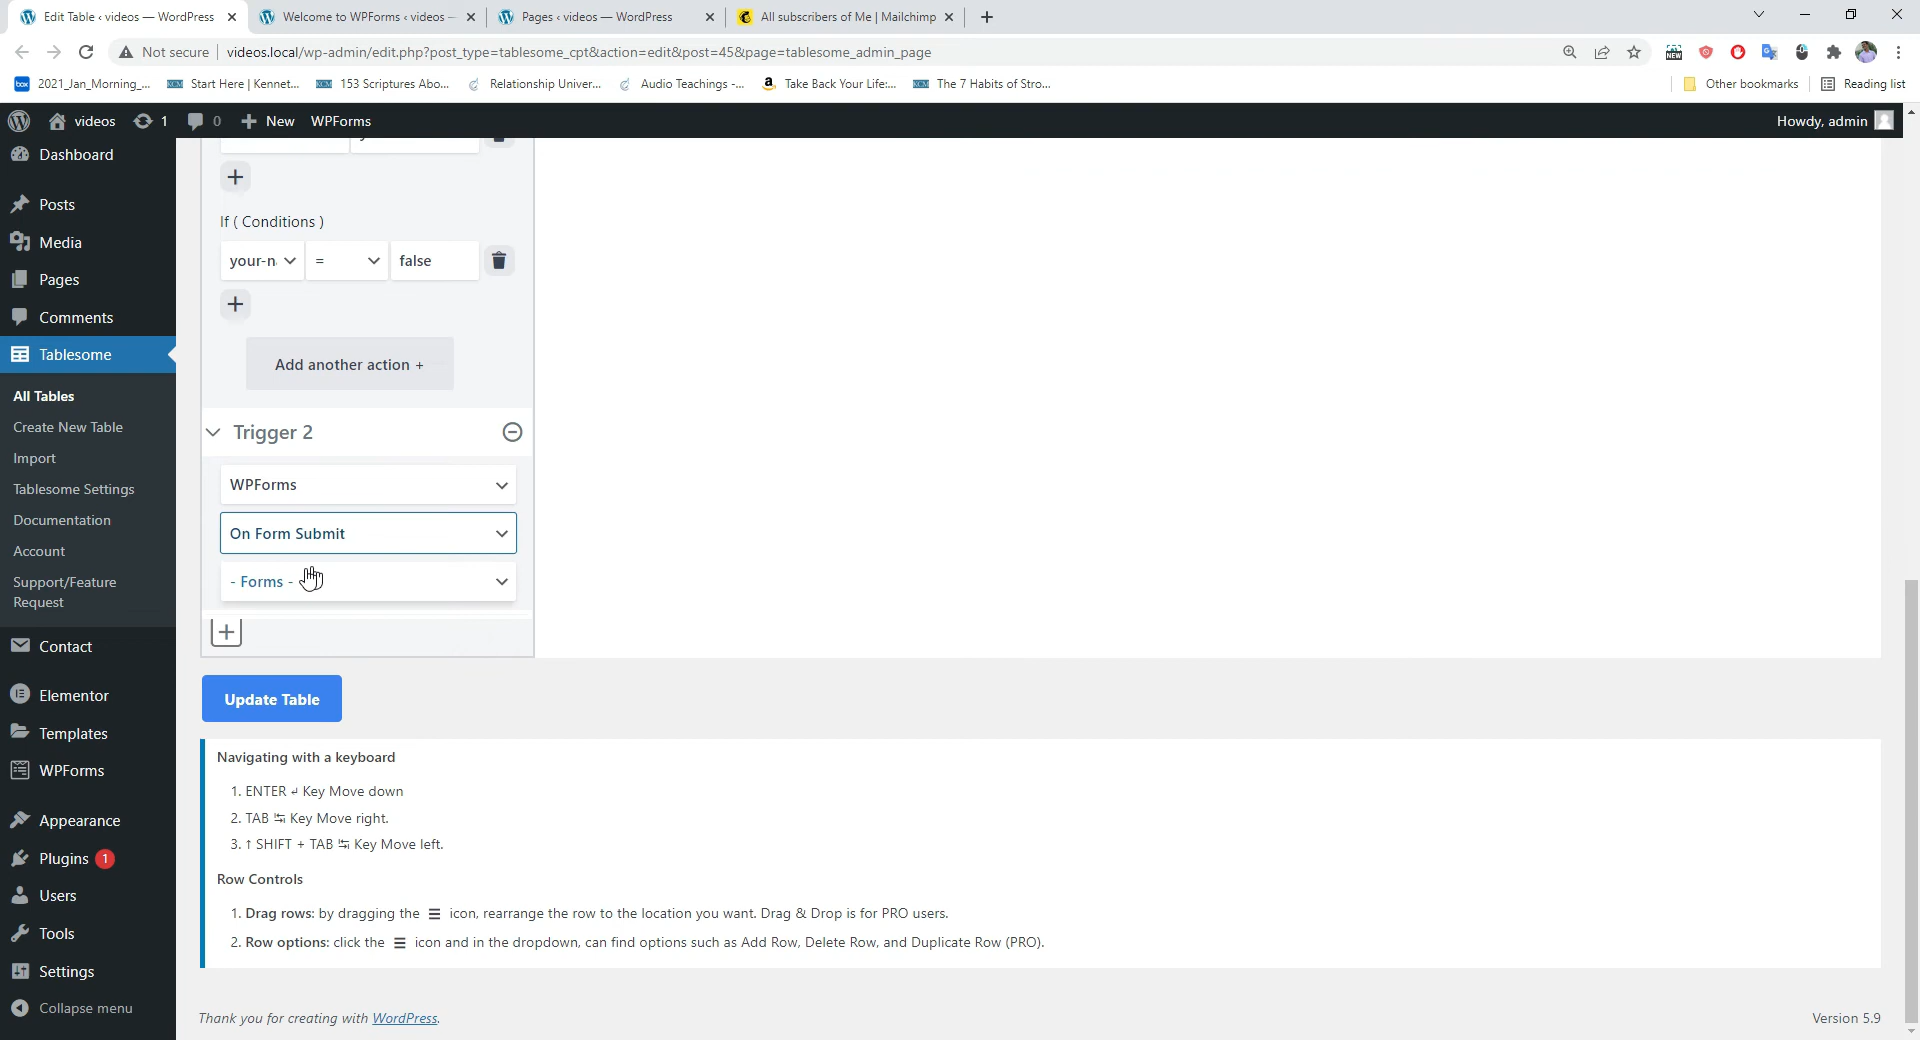 Edit Table ‹ videos — WordPress
Welcome to WPForms ‹ videos —
Pages ‹ videos — WordPress
All subscribers of Me | Mailchimp
Not secure
videos.local/wp-admin/edit.php?post_type=tablesome_cpt&action=edit&post=45&page=tablesome_admin_page
NEW
box
2021_Jan_Morning_...
KCM
Start Here | Kennet...
KCM
153 Scriptures Abo...
Relationship Univer...
Audio Teachings -...
Take Back Your Life:...
KCM
The 7 Habits of Stro...
Other bookmarks
Reading list
videos
1
0
New
WPForms
Howdy, admin
Dashboard
Posts
Media
Pages
Comments
Tablesome
All Tables
Create New Table
Import
Tablesome Settings
Documentation
Account
Support/Feature
Request
Contact
Elementor
Templates
WPForms
Appearance
Plugins 1
Users
Tools
Settings
Collapse menu
+
If ( Conditions )
your-n
=
false
+
Add another action +
Trigger 2
WPForms
On Form Submit
- Forms -
+
Update Table
Navigating with a keyboard
1. ENTER ↵ Key Move down
2. TAB ↹ Key Move right.
3. ↑ SHIFT + TAB ↹ Key Move left.
Row Controls
1. Drag rows: by dragging the ☰ icon, rearrange the row to the location you want. Drag & Drop is for PRO users.
2. Row options: click the ☰ icon and in the dropdown, can find options such as Add Row, Delete Row, and Duplicate Row (PRO).
Thank you for creating with WordPress.
Version 5.9